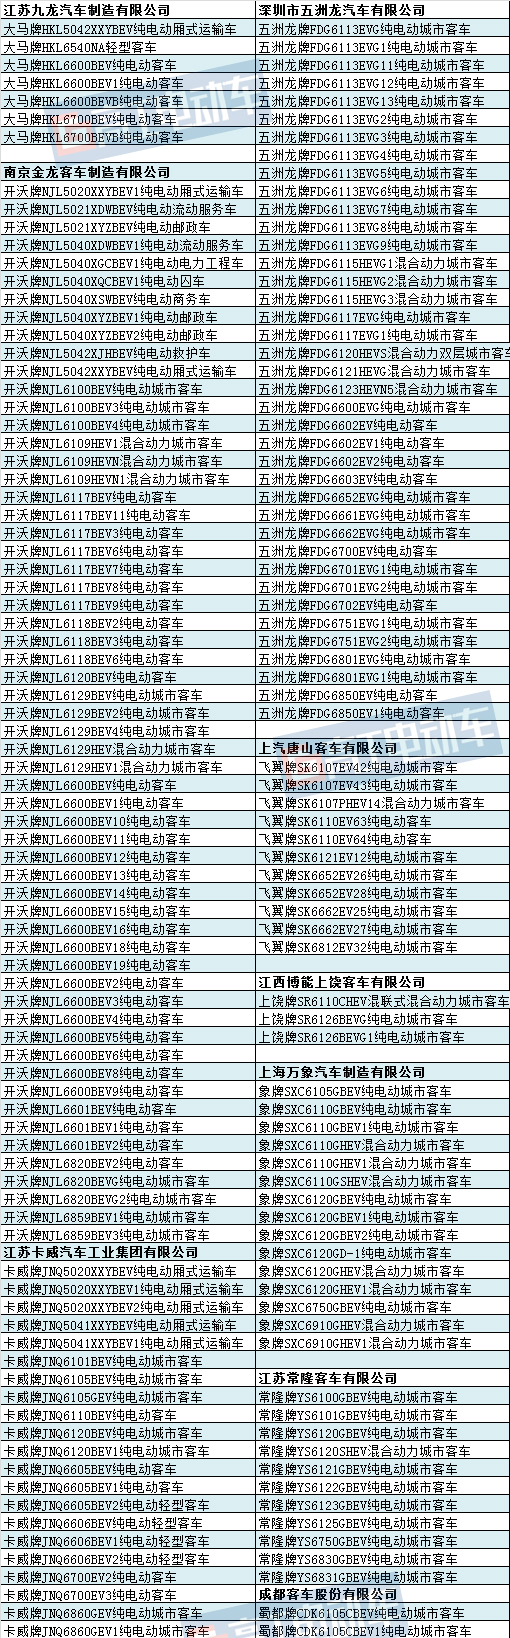 江苏九龙汽车制造有限公司
大马牌HKL5042XXYBEV纯电动厢式运输车
大马牌HKL6540NA轻型客车
大马牌HKL6600BEV纯电动客车
大马牌HKL6600BEV1纯电动客车
大马牌HKL6600BEVB纯电动客车
大马牌HKL6700BEV纯电动客车
大马牌HKL6700BEVB纯电动客车
南京金龙客车制造有限公司
开沃牌NJL5020XXYBEV1纯电动厢式运输车
开沃牌NJL5021XDWBEV纯电动流动服务车
开沃牌NJL5021XYZBEV纯电动邮政车
开沃牌NJL5040XDWBEV1纯电动流动服务车
开沃牌NJL5040XGCBEV1纯电动电力工程车
开沃牌NJL5040XQCBEV1纯电动囚车
开沃牌NJL5040XSWBEV纯电动商务车
开沃牌NJL5040XYZBEV1纯电动邮政车
开沃牌NJL5040XYZBEV2纯电动邮政车
开沃牌NJL5042XJHBEV纯电动救护车
开沃牌NJL5042XXYBEV纯电动厢式运输车
开沃牌NJL6100BEV纯电动城市客车
开沃牌NJL6100BEV3纯电动城市客车
开沃牌NJL6100BEV4纯电动城市客车
开沃牌NJL6109HEV1混合动力城市客车
开沃牌NJL6109HEVN混合动力城市客车
开沃牌NJL6109HEVN1混合动力城市客车
开沃牌NJL6117BEV纯电动客车
开沃牌NJL6117BEV11纯电动客车
开沃牌NJL6117BEV3纯电动客车
开沃牌NJL6117BEV6纯电动客车
开沃牌NJL6117BEV7纯电动客车
开沃牌NJL6117BEV8纯电动客车
开沃牌NJL6117BEV9纯电动客车
开沃牌NJL6118BEV2纯电动客车
开沃牌NJL6118BEV3纯电动客车
开沃牌NJL6118BEV6纯电动客车
开沃牌NJL6120BEV纯电动客车
开沃牌NJL6129BEV纯电动城市客车
开沃牌NJL6129BEV2纯电动城市客车
开沃牌NJL6129BEV4纯电动城市客车
开沃牌NJL6129HEV混合动力城市客车
开沃牌NJL6129HEV1混合动力城市客车
开沃牌NJL6600BEV纯电动客车
开沃牌NJL6600BEV1纯电动客车
开沃牌NJL6600BEV10纯电动客车
开沃牌NJL6600BEV11纯电动客车
开沃牌NJL6600BEV12纯电动客车
开沃牌NJL6600BEV13纯电动客车
开沃牌NJL6600BEV14纯电动客车
开沃牌NJL6600BEV15纯电动客车
开沃牌NJL6600BEV16纯电动客车
开沃牌NJL6600BEV18纯电动客车
开沃牌NJL6600BEV19纯电动客车
开沃牌NJL6600BEV2纯电动客车
开沃牌NJL6600BEV3纯电动客车
开沃牌NJL6600BEV4纯电动客车
开沃牌NJL6600BEV5纯电动客车
开沃牌NJL6600BEV6纯电动客车
开沃牌NJL6600BEV8纯电动客车
开沃牌NJL6600BEV9纯电动客车
开沃牌NJL6601BEV纯电动客车
开沃牌NJL6601BEV1纯电动客车
开沃牌NJL6601BEV2纯电动客车
开沃牌NJL6820BEV2纯电动客车
开沃牌NJL6820BEVG纯电动城市客车
开沃牌NJL6820BEVG2纯电动城市客车
开沃牌NJL6859BEV1纯电动城市客车
开沃牌NJL6859BEV3纯电动城市客车
江苏卡威汽车工业集团有限公司
卡威牌JNQ5020XXYBEV纯电动厢式运输车
卡威牌JNQ5020XXYBEV1纯电动厢式运输车
卡威牌JNQ5020XXYBEV2纯电动厢式运输车
卡威牌JNQ5041XXYBEV纯电动厢式运输车
卡威牌JNQ5041XXYBEV1纯电动厢式运输车
卡威牌JNQ6101BEV纯电动城市客车
卡威牌JNQ6105BEV纯电动城市客车
卡威牌JNQ6105GEV纯电动城市客车
卡威牌JNQ6110BEV纯电动客车
卡威牌JNQ6120BEV纯电动城市客车
卡威牌JNQ6120BEV1纯电动城市客车
卡威牌JNQ6605BEV纯电动客车
卡威牌JNQ6605BEV1纯电动客车
卡威牌JNQ6605BEV2纯电动轻型客车
卡威牌JNQ6606BEV纯电动轻型客车
卡威牌JNQ6606BEV1纯电动轻型客车
卡威牌JNQ6606BEV2纯电动轻型客车
卡威牌JNQ6700EV2纯电动客车
卡威牌JNQ6700EV3纯电动客车
卡威牌JNQ6860GEV纯电动城市客车
卡威牌JNQ6860GEV1纯电动城市客车
深圳市五洲龙汽车有限公司
五洲龙牌FDG6113EVG纯电动城市客车
五洲龙牌FDG6113EVG1纯电动城市客车
五洲龙牌FDG6113EVG11纯电动城市客车
五洲龙牌FDG6113EVG12纯电动城市客车
五洲龙牌FDG6113EVG13纯电动城市客车
五洲龙牌FDG6113EVG2纯电动城市客车
五洲龙牌FDG6113EVG3纯电动城市客车
五洲龙牌FDG6113EVG4纯电动城市客车
五洲龙牌FDG6113EVG5纯电动城市客车
五洲龙牌FDG6113EVG6纯电动城市客车
五洲龙牌FDG6113EVG7纯电动城市客车
五洲龙牌FDG6113EVG8纯电动城市客车
五洲龙牌FDG6113EVG9纯电动城市客车
五洲龙牌FDG6115HEVG1混合动力城市客车
五洲龙牌FDG6115HEVG2混合动力城市客车
五洲龙牌FDG6115HEVG3混合动力城市客车
五洲龙牌FDG6117EVG纯电动城市客车
五洲龙牌FDG6117EVG1纯电动城市客车
五洲龙牌FDG6120HEVS混合动力双层城市客车
五洲龙牌FDG6121HEVG混合动力城市客车
五洲龙牌FDG6123HEVN5混合动力城市客车
五洲龙牌FDG6600EVG纯电动城市客车
五洲龙牌FDG6602EV纯电动客车
五洲龙牌FDG6602EV1纯电动客车
五洲龙牌FDG6602EV2纯电动客车
五洲龙牌FDG6603EV纯电动客车
五洲龙牌FDG6652EVG纯电动城市客车
五洲龙牌FDG6661EVG纯电动城市客车
五洲龙牌FDG6662EVG纯电动城市客车
五洲龙牌FDG6700EV纯电动客车
五洲龙牌FDG6701EVG1纯电动城市客车
五洲龙牌FDG6701EVG2纯电动城市客车
五洲龙牌FDG6702EV纯电动客车
五洲龙牌FDG6751EVG1纯电动城市客车
五洲龙牌FDG6751EVG2纯电动城市客车
五洲龙牌FDG6801EVG纯电动城市客车
五洲龙牌FDG6801EVG1纯电动城市客车
五洲龙牌FDG6850EV纯电动客车
五洲龙牌FDG6850EV1纯电动客车
上汽唐山客车有限公司
飞翼牌SK6107EV42纯电动城市客车
飞翼牌SK6107EV43纯电动城市客车
飞翼牌SK6107PHEV14混合动力城市客车
飞翼牌SK6110EV63纯电动客车
飞翼牌SK6110EV64纯电动客车
飞翼牌SK6121EV12纯电动城市客车
飞翼牌SK6652EV26纯电动城市客车
飞翼牌SK6652EV28纯电动城市客车
飞翼牌SK6662EV25纯电动城市客车
飞翼牌SK6662EV27纯电动城市客车
飞翼牌SK6812EV32纯电动城市客车
江西博能上饶客车有限公司
上饶牌SR6110CHEV混联式混合动力城市客车
上饶牌SR6126BEVG纯电动城市客车
上饶牌SR6126BEVG1纯电动城市客车
上海万象汽车制造有限公司
象牌SXC6105GBEV纯电动城市客车
象牌SXC6110GBEV纯电动城市客车
象牌SXC6110GBEV1纯电动城市客车
象牌SXC6110GHEV混合动力城市客车
象牌SXC6110GHEV1混合动力城市客车
象牌SXC6110GSHEV混合动力城市客车
象牌SXC6120GBEV纯电动城市客车
象牌SXC6120GBEV1纯电动城市客车
象牌SXC6120GBEV2纯电动城市客车
象牌SXC6120GD-1纯电动城市客车
象牌SXC6120GHEV混合动力城市客车
象牌SXC6120GHEV1混合动力城市客车
象牌SXC6750GBEV纯电动城市客车
象牌SXC6910GHEV混合动力城市客车
象牌SXC6910GHEV1混合动力城市客车
江苏常隆客车有限公司
常隆牌YS6100GBEV纯电动城市客车
常隆牌YS6101GBEV纯电动城市客车
常隆牌YS6120GBEV纯电动城市客车
常隆牌YS6120SHEV混合动力城市客车
常隆牌YS6121GBEV纯电动城市客车
常隆牌YS6122GBEV纯电动城市客车
常隆牌YS6123GBEV纯电动城市客车
常隆牌YS6125GBEV纯电动城市客车
常隆牌YS6750GBEV纯电动城市客车
常隆牌YS6830GBEV纯电动城市客车
常隆牌YS6831GBEV纯电动城市客车
成都客车股份有限公司
蜀都牌CDK6105CBEV纯电动城市客车
蜀都牌CDK6105CBEV1纯电动城市客车